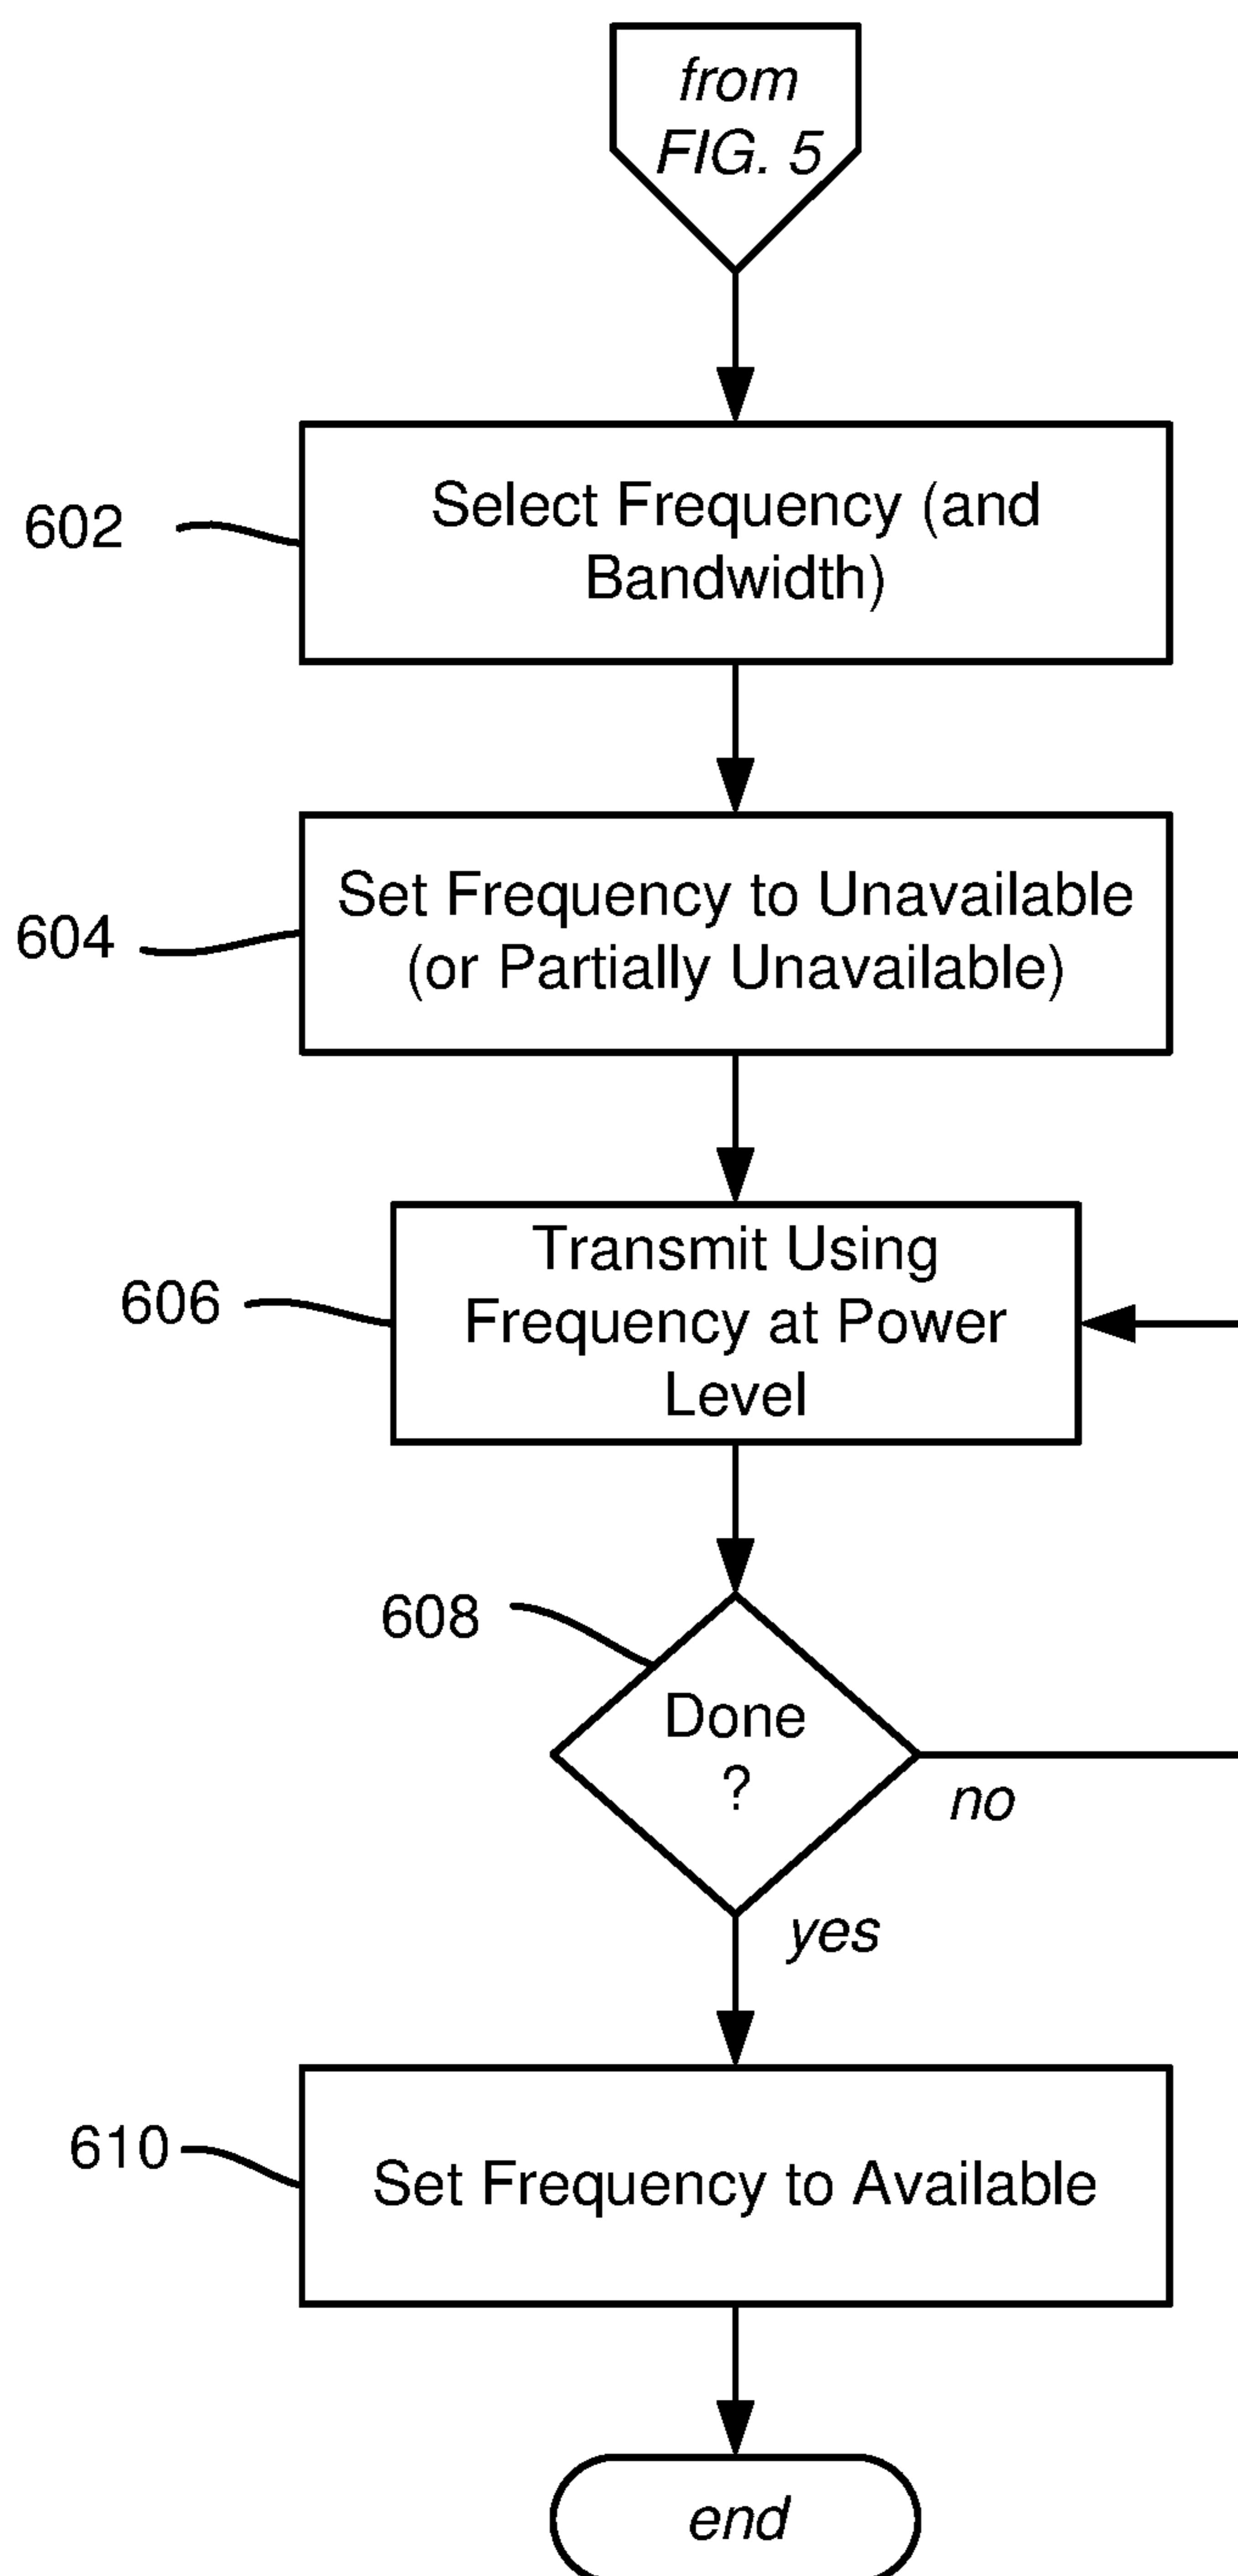 from
FIG. 5
602
Select Frequency (and
Bandwidth)
604
Set Frequency to Unavailable
(or Partially Unavailable)
606
Transmit Using
Frequency at Power
Level
608
Done
?
no
yes
610
Set Frequency to Available
end